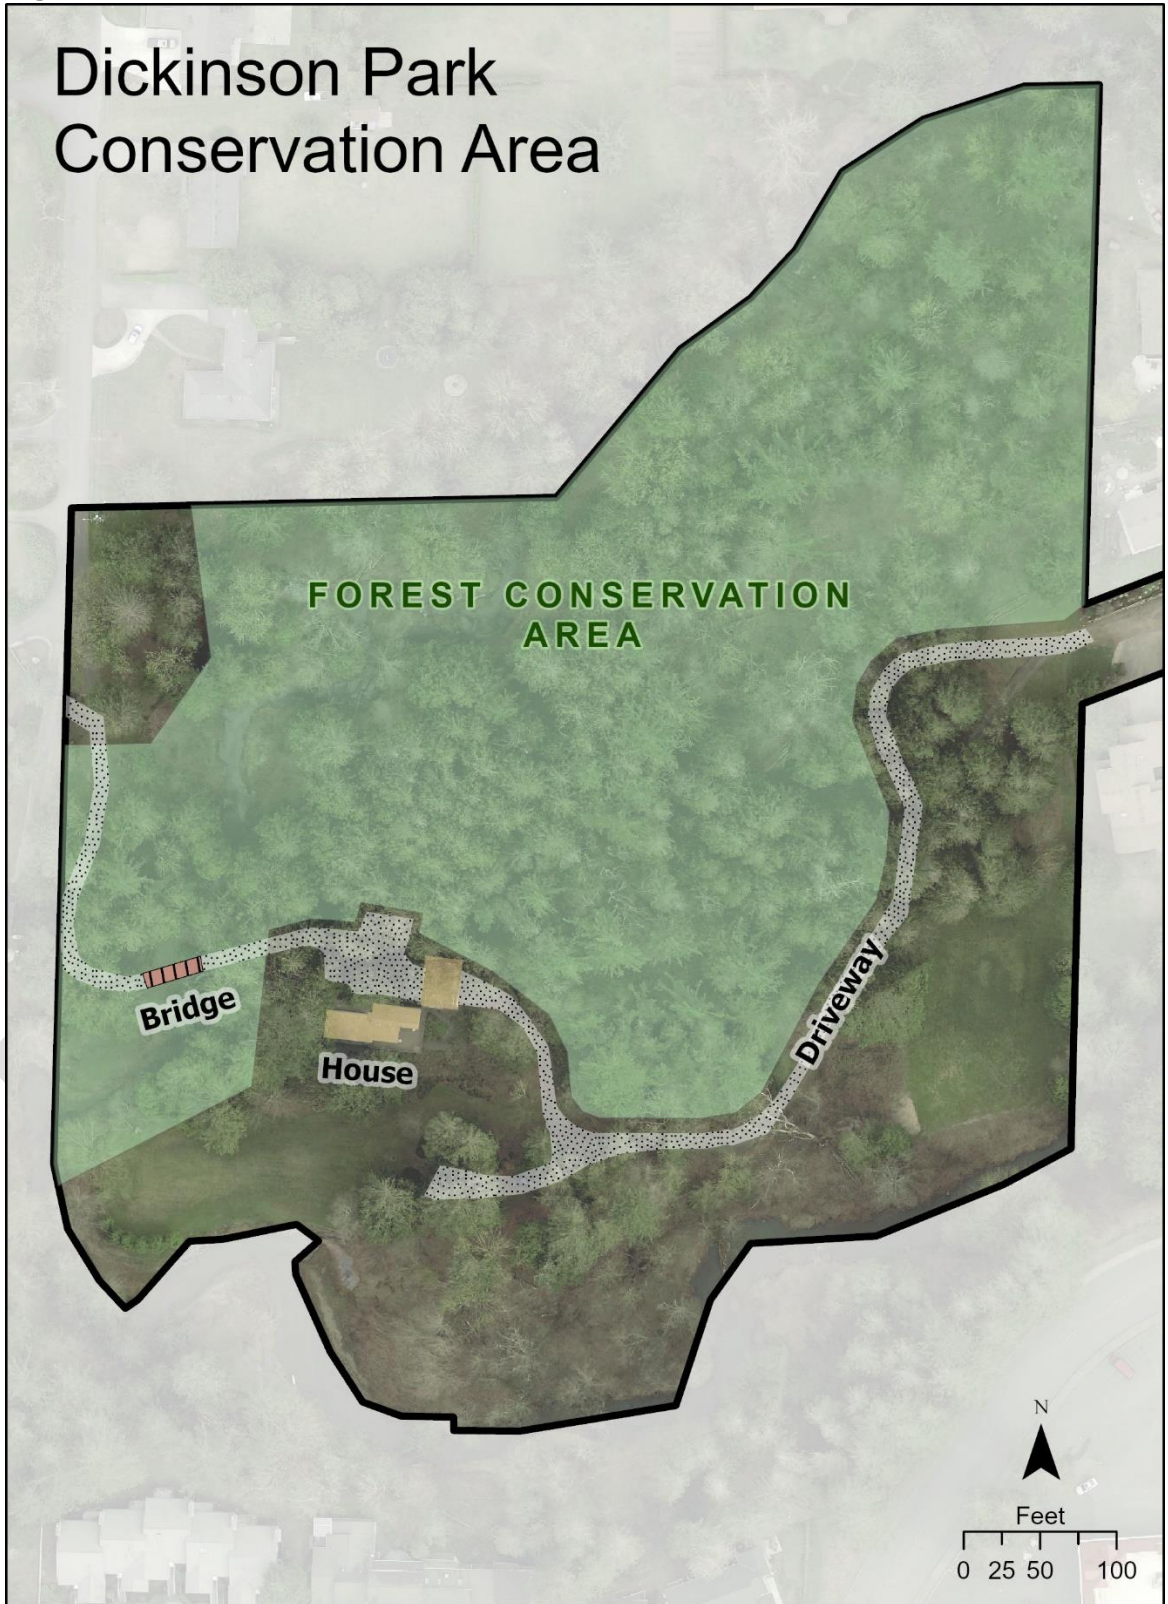 Dickinson Park
Conservation Area
FOREST CONSERVATION
AREA
Bridge
House
Driveway
N
Feet
0 25 50 100